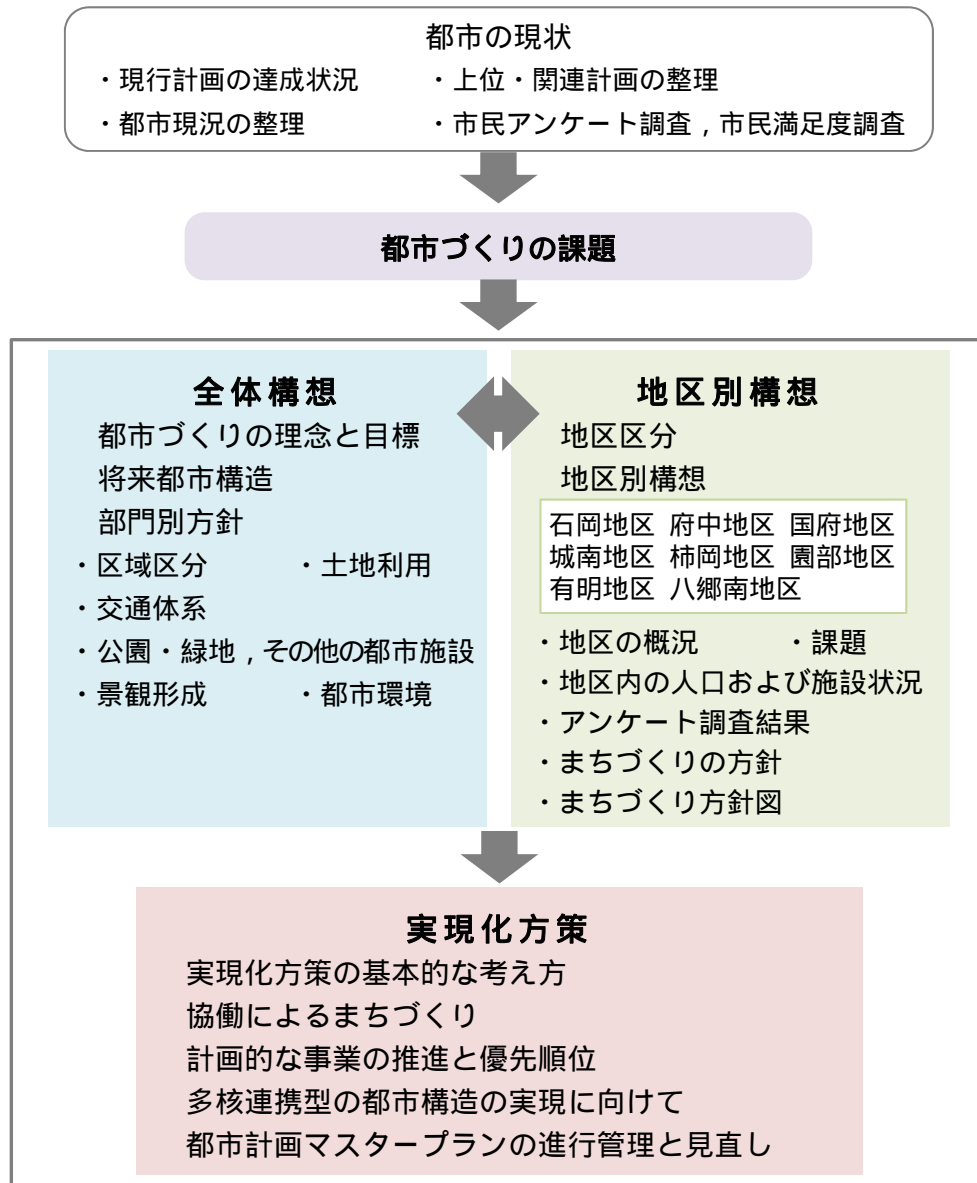 都市の現状
・現行計画の達成状況 ・上位・関連計画の整理
・都市現況の整理 ・市民アンケート調査，市民満足度調査
都市づくりの課題
全体構想
都市づくりの理念と目標
将来都市構造
部門別方針
・区域区分 ・土地利用
・交通体系
・公園・緑地，その他の都市施設
・景観形成 ・都市環境
地区別構想
地区区分
地区別構想
石岡地区 府中地区 国府地区
城南地区 柿岡地区 園部地区
有明地区 八郷南地区
・地区の概況 ・課題
・地区内の人口および施設状況
・アンケート調査結果
・まちづくりの方針
・まちづくり方針図
実現化方策
実現化方策の基本的な考え方
協働によるまちづくり
計画的な事業の推進と優先順位
多核連携型の都市構造の実現に向けて
都市計画マスタープランの進行管理と見直し